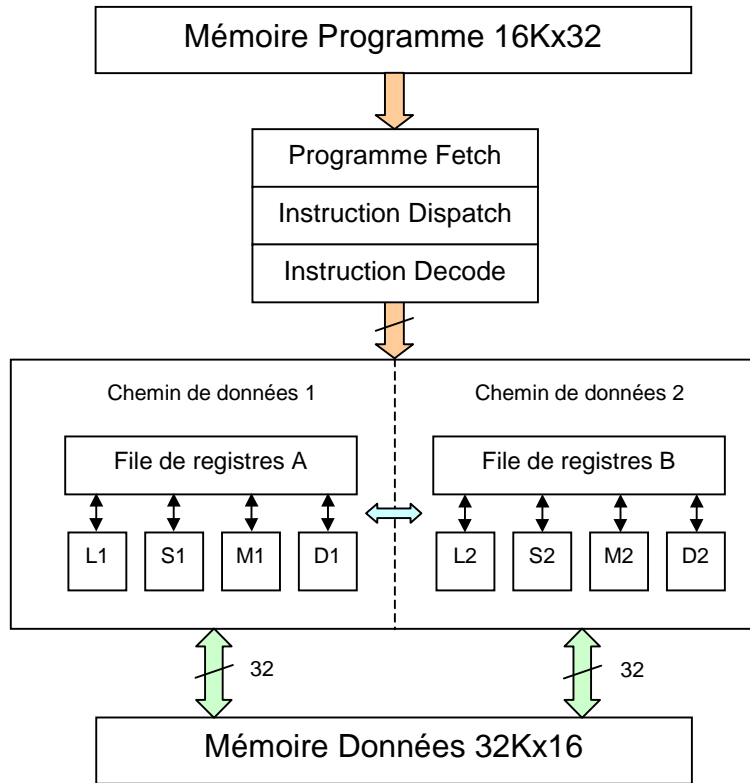 Mémoire Programme 16Kx32
Programme Fetch
Instruction Dispatch
Instruction Decode
Chemin de données 1
Chemin de données 2
File de registres A
File de registres B
L1 S1 M1 D1
L2 S2 M2 D2
32
32
Mémoire Données 32Kx16